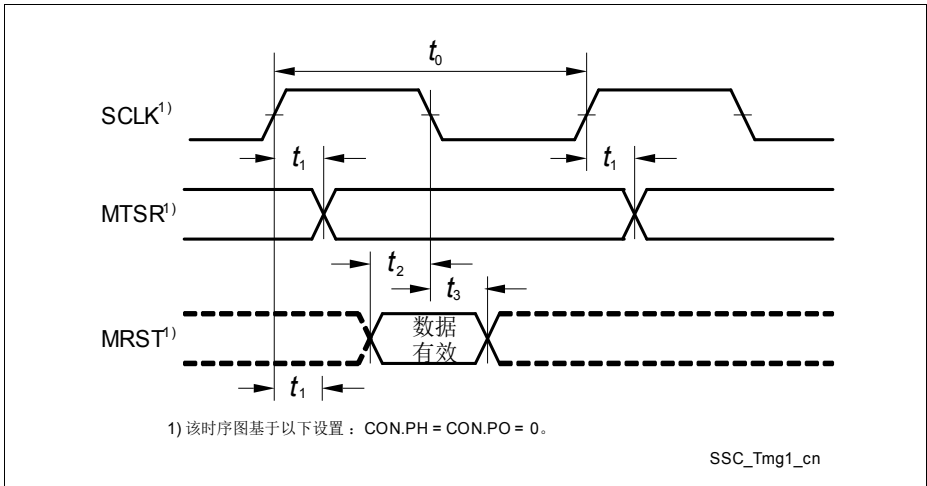 t₀
SCLK¹⁾
t₁ t₁
MTSR¹⁾
t₂
t₃
MRST¹⁾
数据
有效
t₁
1) 该时序图基于以下设置：CON.PH = CON.PO = 0。
SSC_Tmg1_cn